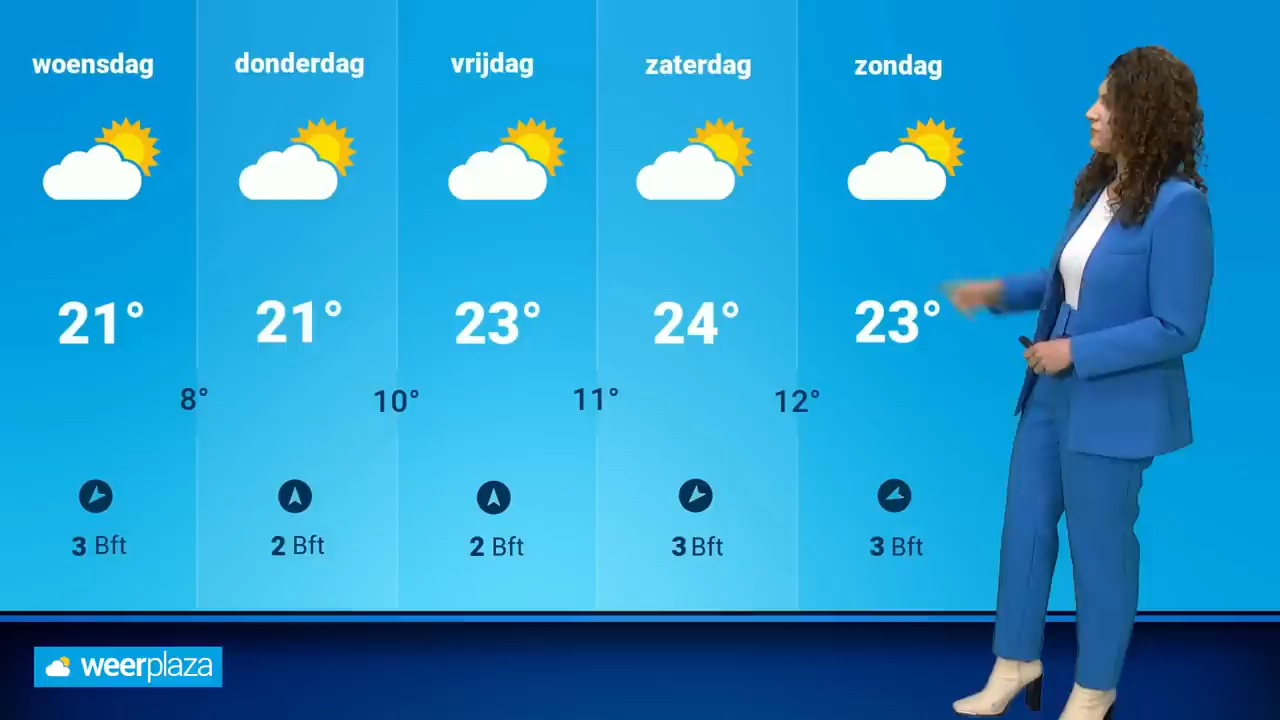 woensdag donderdag vrijdag zaterdag zondag
21° 21° 23° 24° 23°
8° 10° 11° 12°
3 Bft 2 Bft 2 Bft 3 Bft 3 Bft
weerplaza